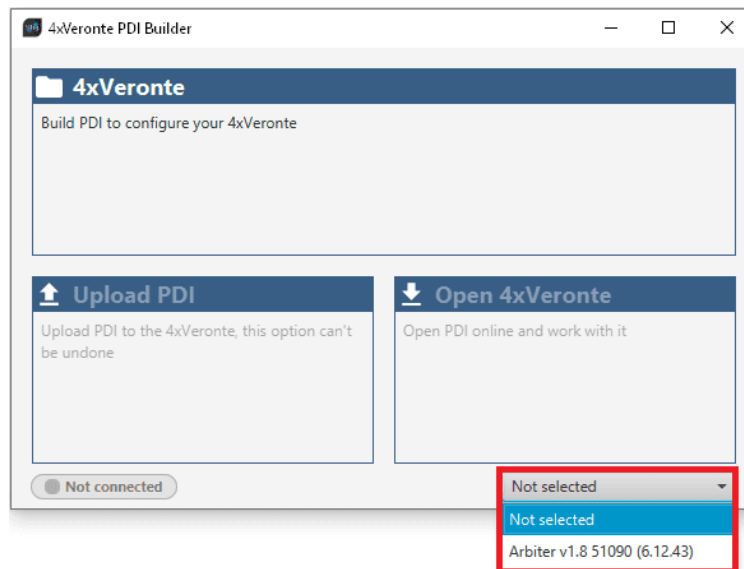 4xVeronte PDI Builder
4xVeronte
Build PDI to configure your 4xVeronte
Upload PDI
Upload PDI to the 4xVeronte, this option can't
be undone
Open 4xVeronte
Open PDI online and work with it
Not connected
Not selected
Not selected
Arbiter v1.8 51090 (6.12.43)